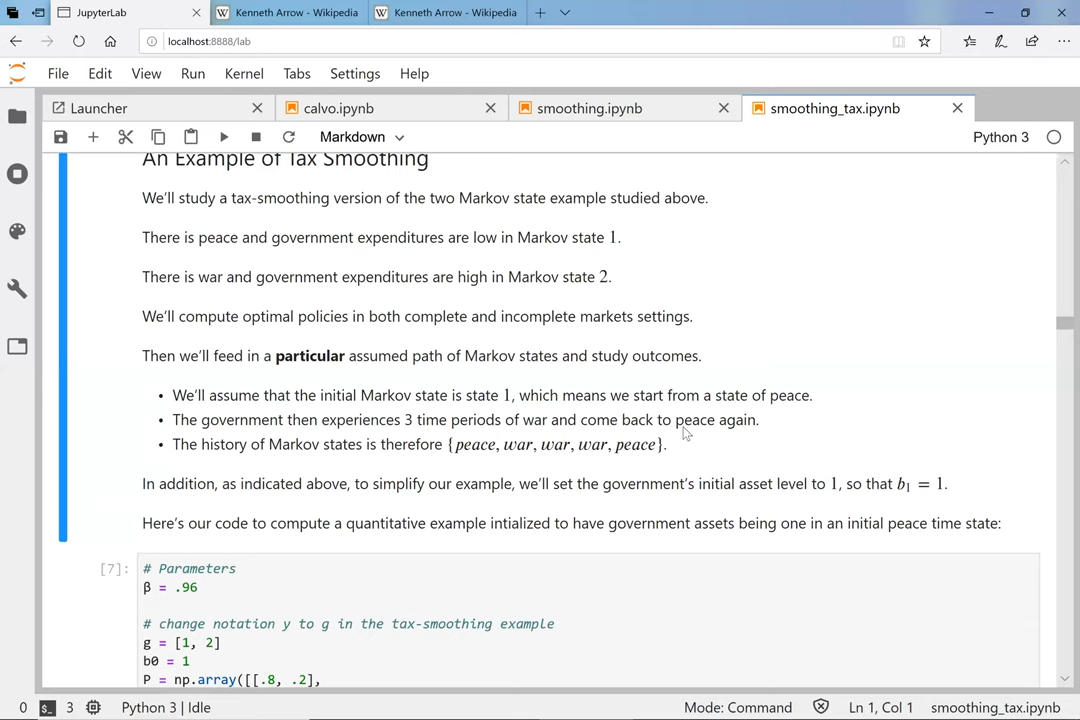 JupyterLab
Kenneth Arrow - Wikipedia
Kenneth Arrow - Wikipedia
localhost:8888/lab
File Edit View Run Kernel Tabs Settings Help
Launcher
calvo.ipynb
smoothing.ipynb
smoothing_tax.ipynb
Markdown
Python 3
An Example of Tax Smoothing
We'll study a tax-smoothing version of the two Markov state example studied above.
There is peace and government expenditures are low in Markov state 1.
There is war and government expenditures are high in Markov state 2.
We'll compute optimal policies in both complete and incomplete markets settings.
Then we'll feed in a particular assumed path of Markov states and study outcomes.
• We'll assume that the initial Markov state is state 1, which means we start from a state of peace.
• The government then experiences 3 time periods of war and come back to peace again.
• The history of Markov states is therefore {peace, war, war, war, peace}.
In addition, as indicated above, to simplify our example, we'll set the government's initial asset level to 1, so that b₁ = 1.
Here's our code to compute a quantitative example intialized to have government assets being one in an initial peace time state:
[7]:
# Parameters
β = .96
# change notation y to g in the tax-smoothing example
g = [1, 2]
b0 = 1
P = np.array([[.8, .2],
0 $_ 3 Python 3 | Idle Mode: Command Ln 1, Col 1 smoothing_tax.ipynb